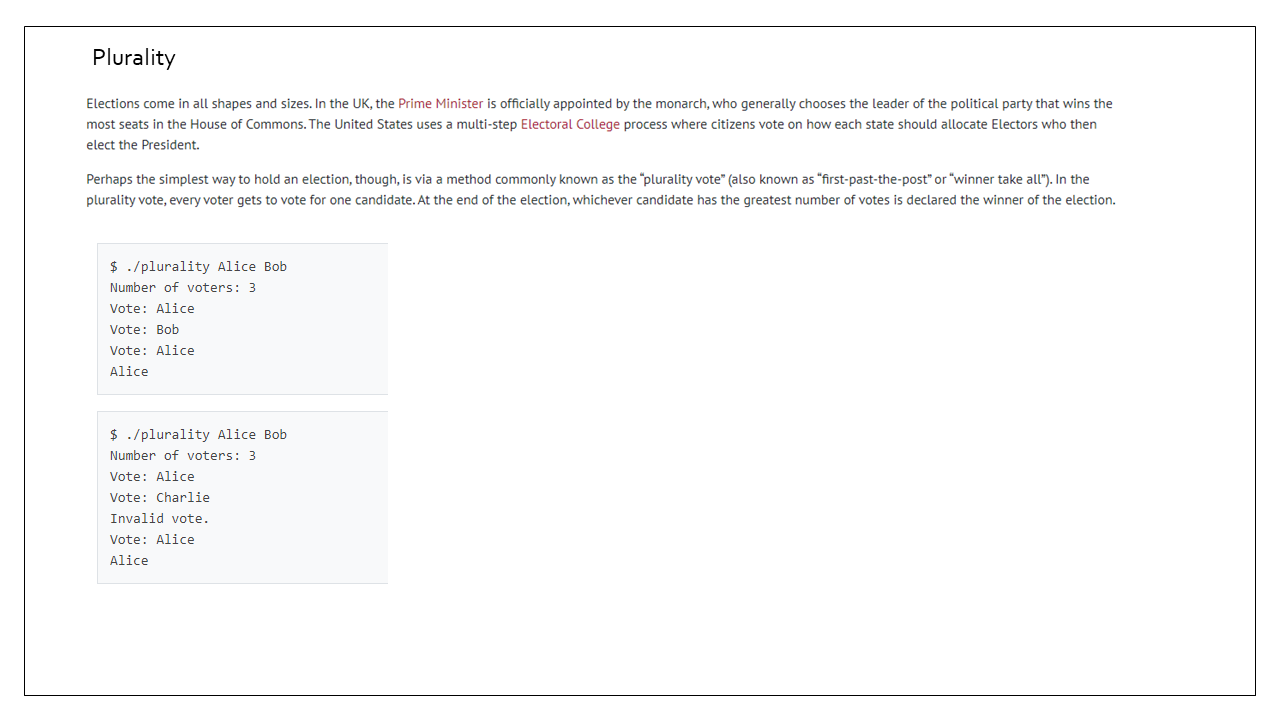 Plurality
Elections come in all shapes and sizes. In the UK, the Prime Minister is officially appointed by the monarch, who generally chooses the leader of the political party that wins the
most seats in the House of Commons. The United States uses a multi-step Electoral College process where citizens vote on how each state should allocate Electors who then
elect the President.
Perhaps the simplest way to hold an election, though, is via a method commonly known as the “plurality vote” (also known as “first-past-the-post” or “winner take all”). In the
plurality vote, every voter gets to vote for one candidate. At the end of the election, whichever candidate has the greatest number of votes is declared the winner of the election.
$ ./plurality Alice Bob
Number of voters: 3
Vote: Alice
Vote: Bob
Vote: Alice
Alice
$ ./plurality Alice Bob
Number of voters: 3
Vote: Alice
Vote: Charlie
Invalid vote.
Vote: Alice
Alice